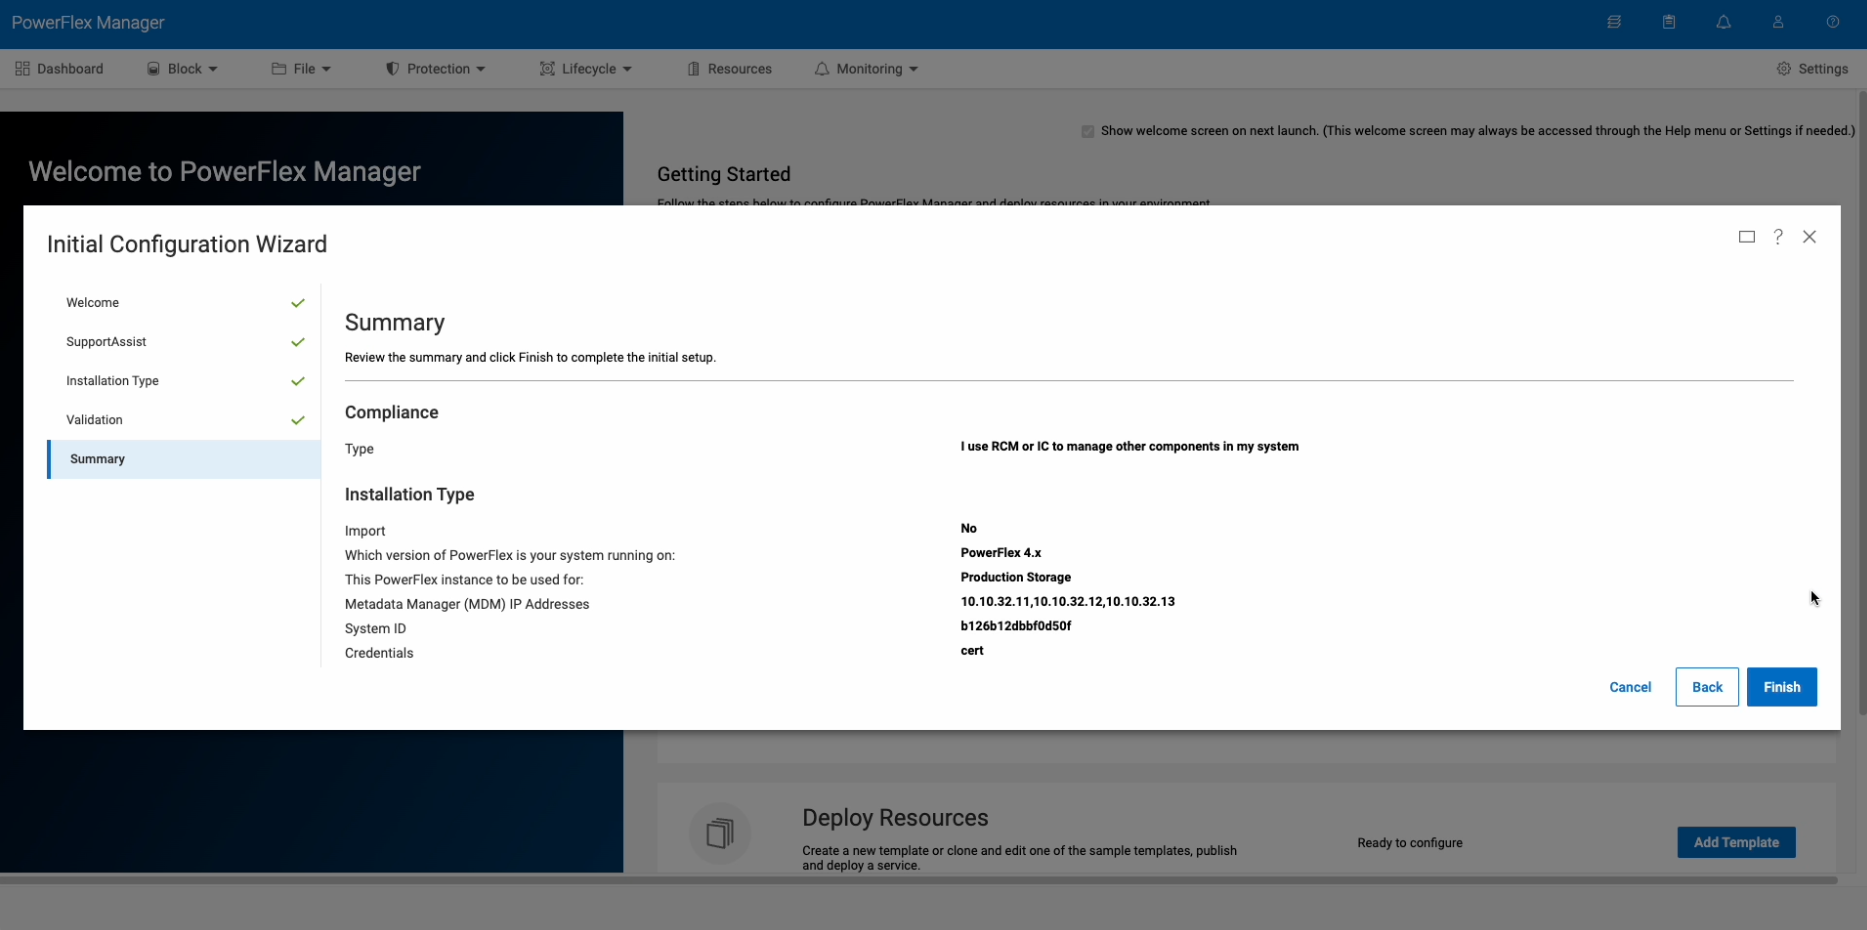 PowerFlex Manager
Dashboard
Block
File
Protection
Lifecycle
Resources
Monitoring
Settings
Show welcome screen on next launch. (This welcome screen may always be accessed through the Help menu or Settings if needed.)
Welcome to PowerFlex Manager
Getting Started
Follow the steps below to configure PowerFlex Manager and deploy resources in your environment.
Initial Configuration Wizard
?
Welcome
SupportAssist
Installation Type
Validation
Summary
Summary
Review the summary and click Finish to complete the initial setup.
Compliance
Type I use RCM or IC to manage other components in my system
Installation Type
Import No
Which version of PowerFlex is your system running on: PowerFlex 4.x
This PowerFlex instance to be used for: Production Storage
Metadata Manager (MDM) IP Addresses 10.10.32.11,10.10.32.12,10.10.32.13
System ID b126b12dbbf0d50f
Credentials cert
Cancel
Back
Finish
Deploy Resources
Create a new template or clone and edit one of the sample templates, publish
and deploy a service.
Ready to configure
Add Template